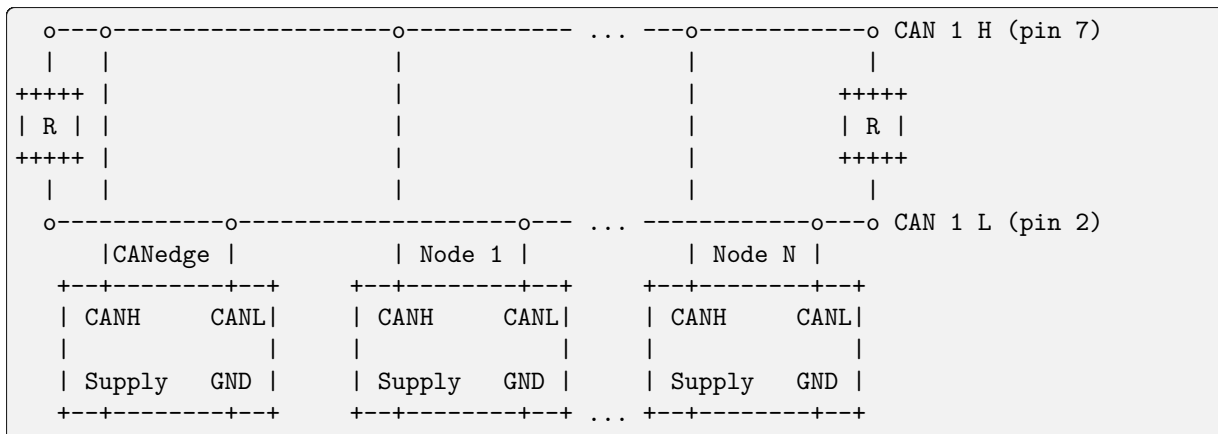 o---o--------------------o------------ ... ---o------------o CAN 1 H (pin 7)
|   |                    |                    |            |
+++++ |                    |                    |          +++++
| R | |                    |                    |          | R |
+++++ |                    |                    |          +++++
|   |                    |                    |            |
o------------o--------------------o--- ... ------------o---o CAN 1 L (pin 2)
|CANedge |           | Node 1 |           | Node N |
+--+--------+--+     +--+--------+--+     +--+--------+--+
| CANH     CANL|     | CANH     CANL|     | CANH     CANL|
|              |     |              |     |              |
| Supply   GND |     | Supply   GND |     | Supply   GND |
+--+--------+--+     +--+--------+--+ ... +--+--------+--+